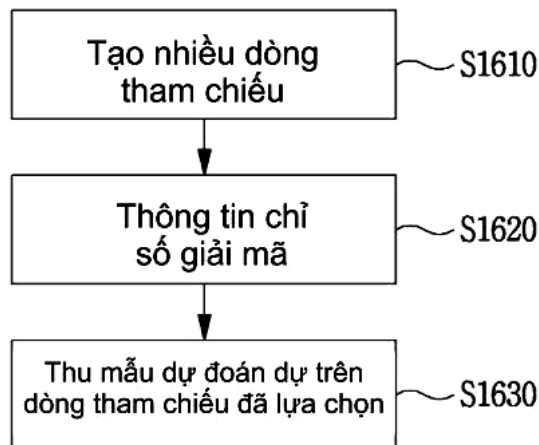 Tạo nhiều dòng
tham chiếu
S1610
Thông tin chỉ
số giải mã
S1620
Thu mẫu dự đoán dự trên
dòng tham chiếu đã lựa chọn
S1630